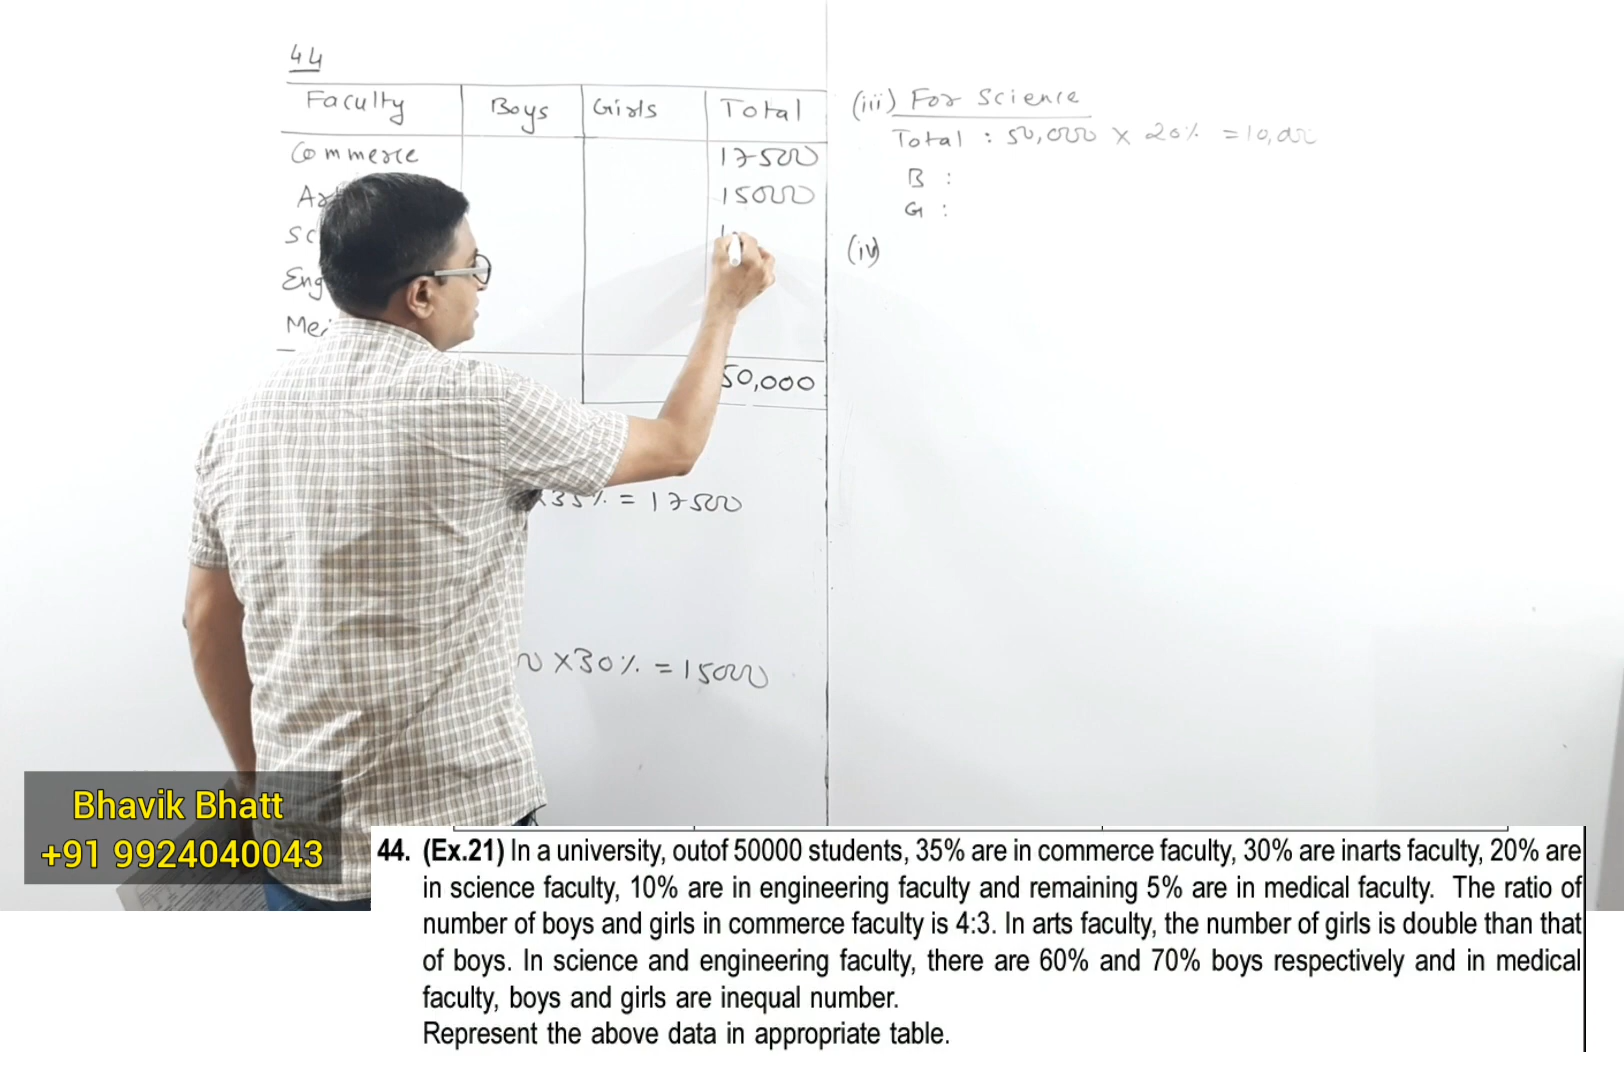 44
Faculty Boys Girls Total
Commerce 17500
15000
50,000
×35% = 17500
×30% = 15000
(iii) For Science
Total : 50,000 × 20% = 10,00
B :
G :
(iv)
Bhavik Bhatt
+91 9924040043
44. (Ex.21) In a university, outof 50000 students, 35% are in commerce faculty, 30% are inarts faculty, 20% are
in science faculty, 10% are in engineering faculty and remaining 5% are in medical faculty. The ratio of
number of boys and girls in commerce faculty is 4:3. In arts faculty, the number of girls is double than that
of boys. In science and engineering faculty, there are 60% and 70% boys respectively and in medical
faculty, boys and girls are inequal number.
Represent the above data in appropriate table.